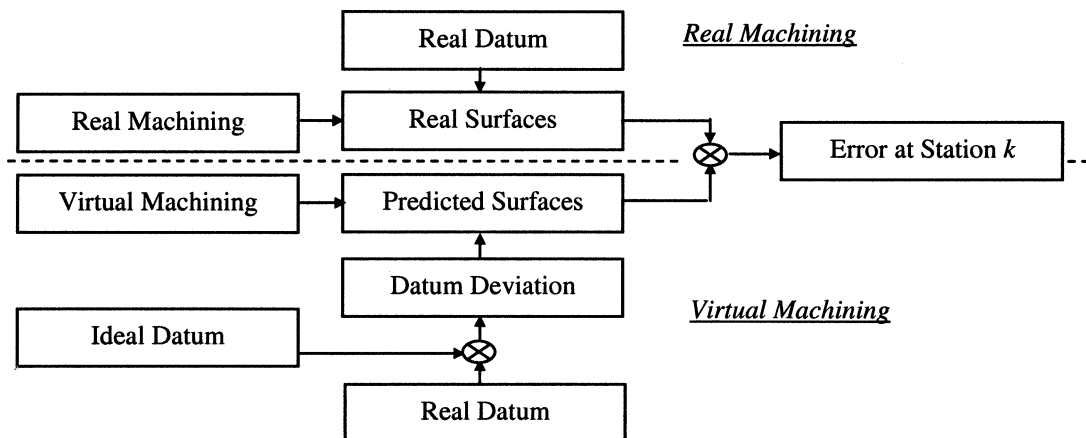 Real Datum
Real Machining
Real Machining
Real Surfaces
Error at Station k
Virtual Machining
Predicted Surfaces
Datum Deviation
Virtual Machining
Ideal Datum
Real Datum